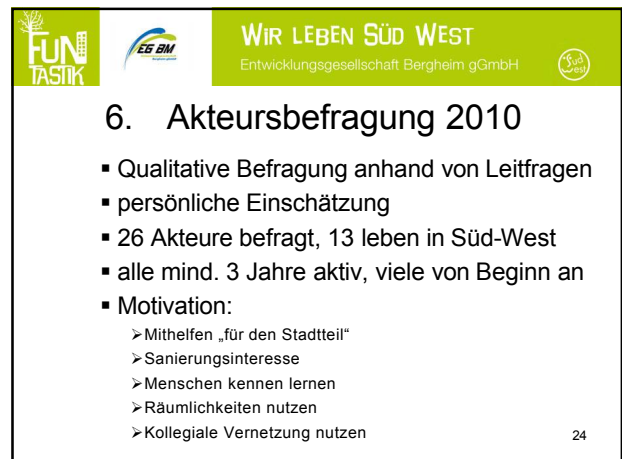 FUN
TASTIK
EG BM
WIR LEBEN SÜD WEST
Entwicklungsgesellschaft Bergheim gGmbH
Süd
West
6. Akteursbefragung 2010
▪ Qualitative Befragung anhand von Leitfragen
▪ persönliche Einschätzung
▪ 26 Akteure befragt, 13 leben in Süd-West
▪ alle mind. 3 Jahre aktiv, viele von Beginn an
▪ Motivation:
➢Mithelfen „für den Stadtteil“
➢Sanierungsinteresse
➢Menschen kennen lernen
➢Räumlichkeiten nutzen
➢Kollegiale Vernetzung nutzen
24